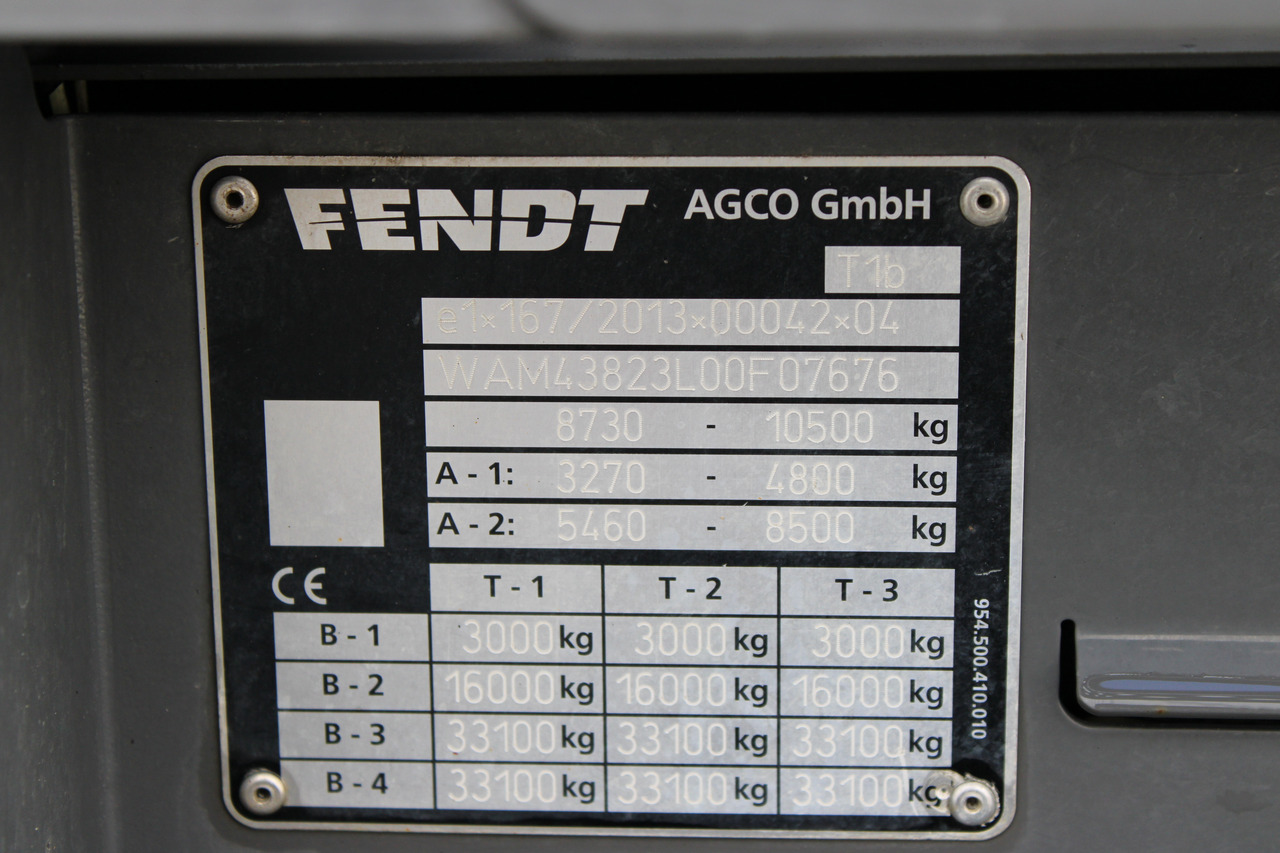 FENDT AGCO GmbH
T1b
e1*167/2013*00042*04
WAM43823L00F07676
8730 - 10500 kg
A - 1: 3270 - 4800 kg
A - 2: 5460 - 8500 kg
CE T - 1 T - 2 T - 3
B - 1 3000 kg 3000 kg 3000 kg
B - 2 16000 kg 16000 kg 16000 kg
B - 3 33100 kg 33100 kg 33100 kg
B - 4 33100 kg 33100 kg 33100 kg
954.500.410.010